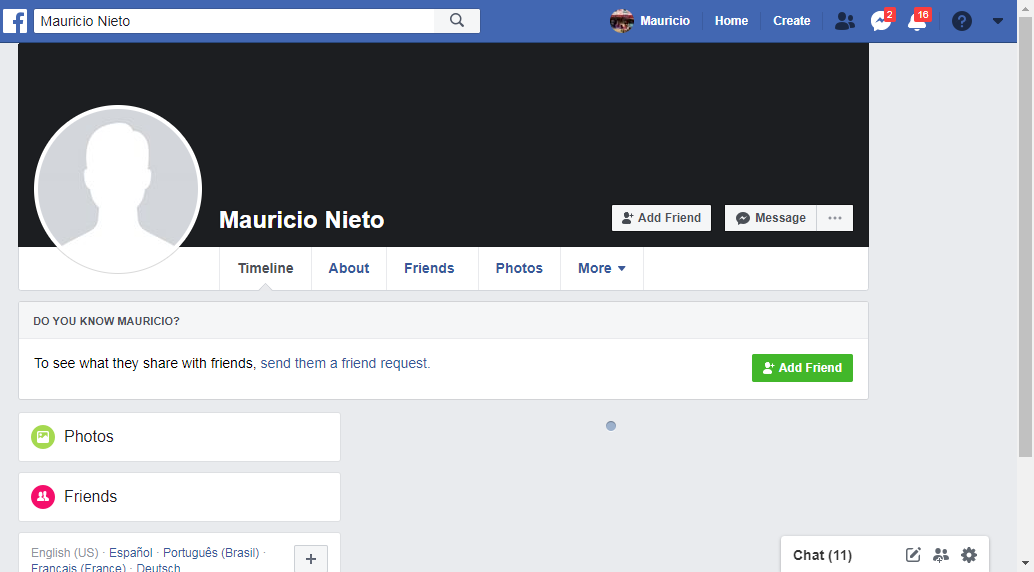 Mauricio Nieto
Mauricio
Home
Create
2
16
Mauricio Nieto
Add Friend
Message
Timeline
About
Friends
Photos
More
DO YOU KNOW MAURICIO?
To see what they share with friends, send them a friend request.
Add Friend
Photos
Friends
English (US) · Español · Português (Brasil) ·
Français (France) · Deutsch
Chat (11)